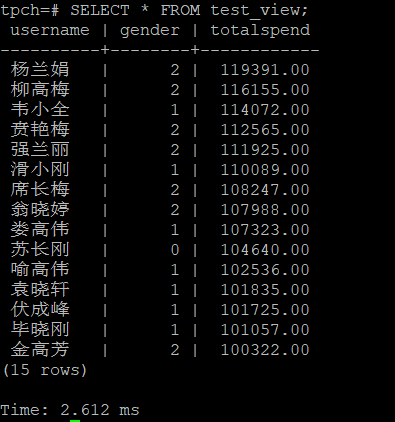 tpch=# SELECT * FROM test_view;
 username | gender | totalspend
----------+--------+------------
 杨兰娟   |      2 |  119391.00
 柳高梅   |      2 |  116155.00
 韦小全   |      1 |  114072.00
 贲艳梅   |      2 |  112565.00
 强兰丽   |      2 |  111925.00
 滑小刚   |      1 |  110089.00
 席长梅   |      2 |  108247.00
 翁晓婷   |      2 |  107988.00
 娄高伟   |      1 |  107323.00
 苏长刚   |      0 |  104640.00
 喻高伟   |      1 |  102536.00
 袁晓轩   |      1 |  101835.00
 伏成峰   |      1 |  101725.00
 毕晓刚   |      1 |  101057.00
 金高芳   |      2 |  100322.00
(15 rows)
Time: 2.612 ms